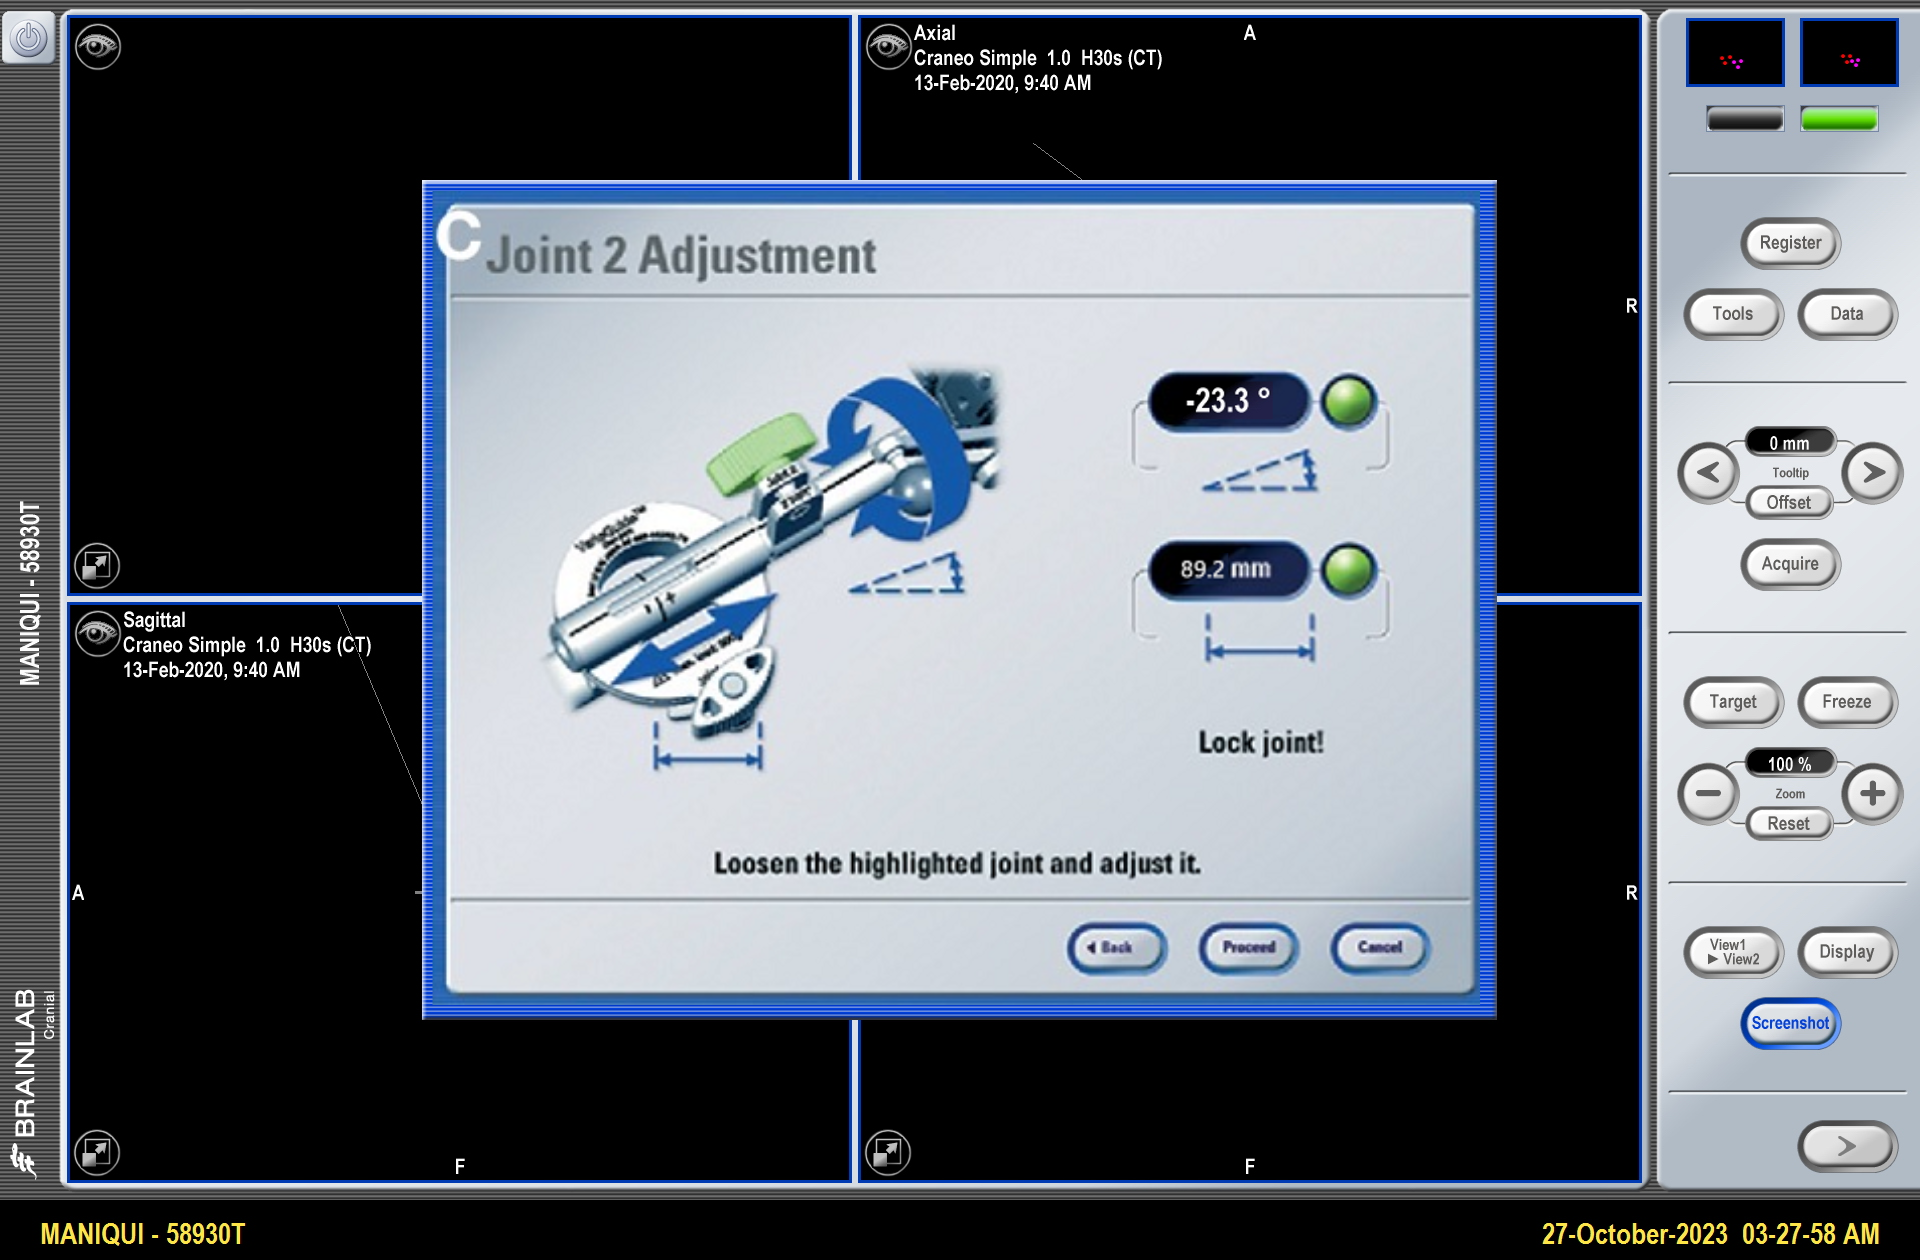 MANIQUI - 58930T
BRAINLAB
Cranial
Axial
Craneo Simple 1.0 H30s (CT)
13-Feb-2020, 9:40 AM
A
R
Sagittal
Craneo Simple 1.0 H30s (CT)
13-Feb-2020, 9:40 AM
A
F
R
F
C
Joint 2 Adjustment
VarioGuide™
-23.3 °
89.2 mm
Lock joint!
Loosen the highlighted joint and adjust it.
Back
Proceed
Cancel
Register
Tools
Data
0 mm
<
Tooltip
>
Offset
Acquire
Target
Freeze
100 %
Zoom
Reset
View1
▶ View2
Display
Screenshot
>
MANIQUI - 58930T
27-October-2023 03-27-58 AM